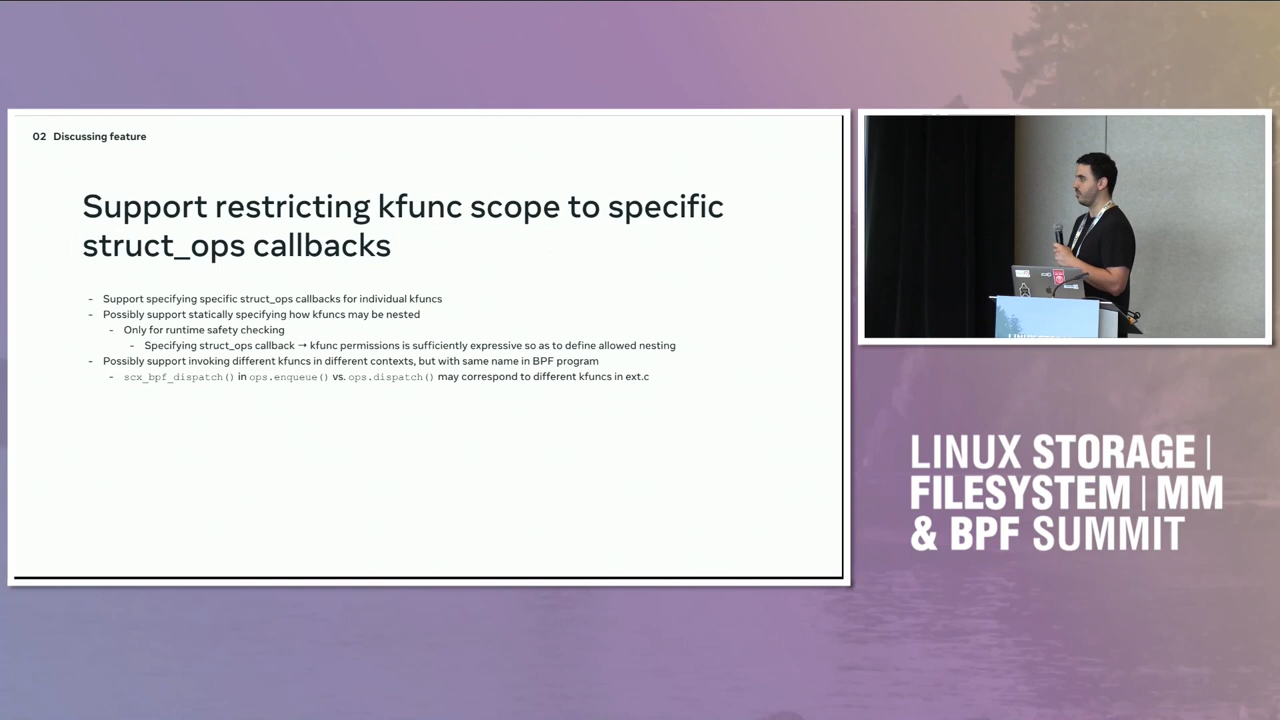 02 Discussing feature
Support restricting kfunc scope to specific
struct_ops callbacks
- Support specifying specific struct_ops callbacks for individual kfuncs
- Possibly support statically specifying how kfuncs may be nested
- Only for runtime safety checking
- Specifying struct_ops callback → kfunc permissions is sufficiently expressive so as to define allowed nesting
- Possibly support invoking different kfuncs in different contexts, but with same name in BPF program
- scx_bpf_dispatch() in ops.enqueue() vs. ops.dispatch() may correspond to different kfuncs in ext.c
LINUX STORAGE |
FILESYSTEM | MM
& BPF SUMMIT